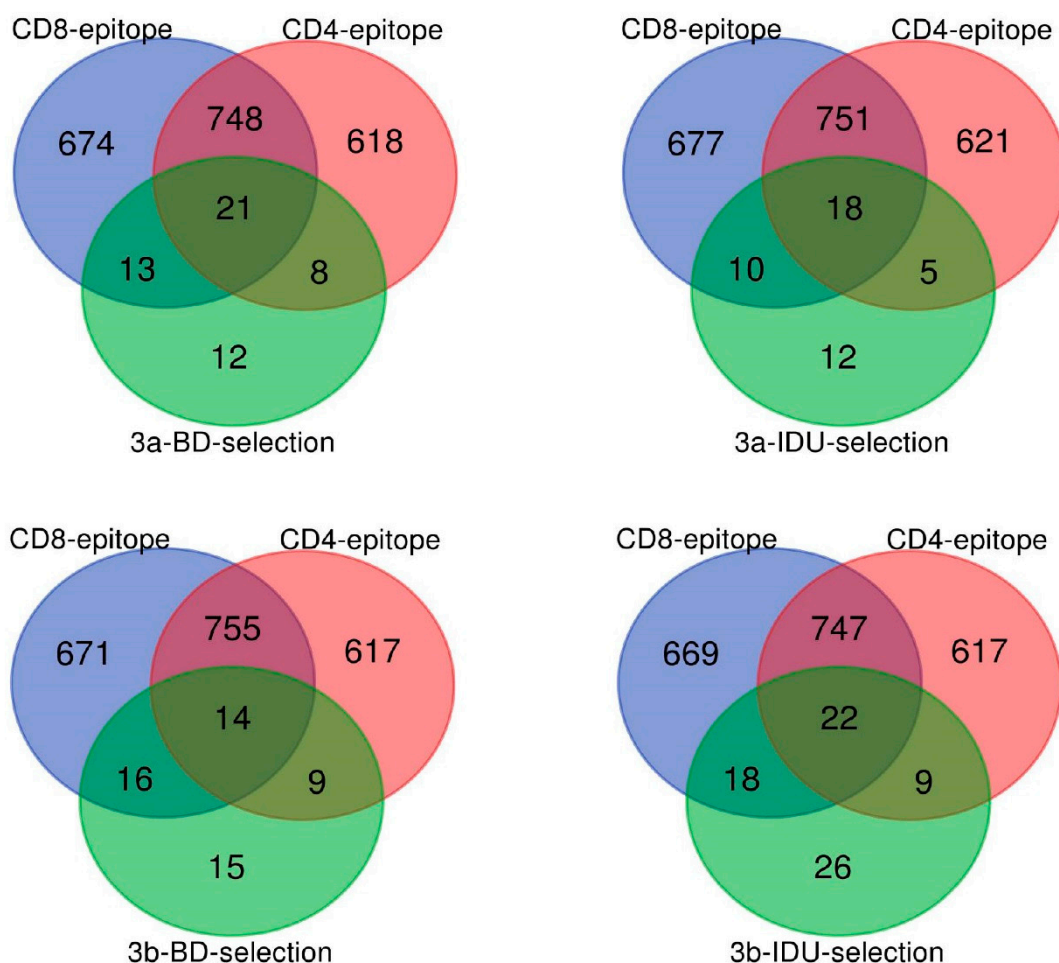 CD8-epitope CD4-epitope
674 748 618
21
13 8
12
3a-BD-selection
CD8-epitope CD4-epitope
677 751 621
18
10 5
12
3a-IDU-selection
CD8-epitope CD4-epitope
671 755 617
14
16 9
15
3b-BD-selection
CD8-epitope CD4-epitope
669 747 617
22
18 9
26
3b-IDU-selection